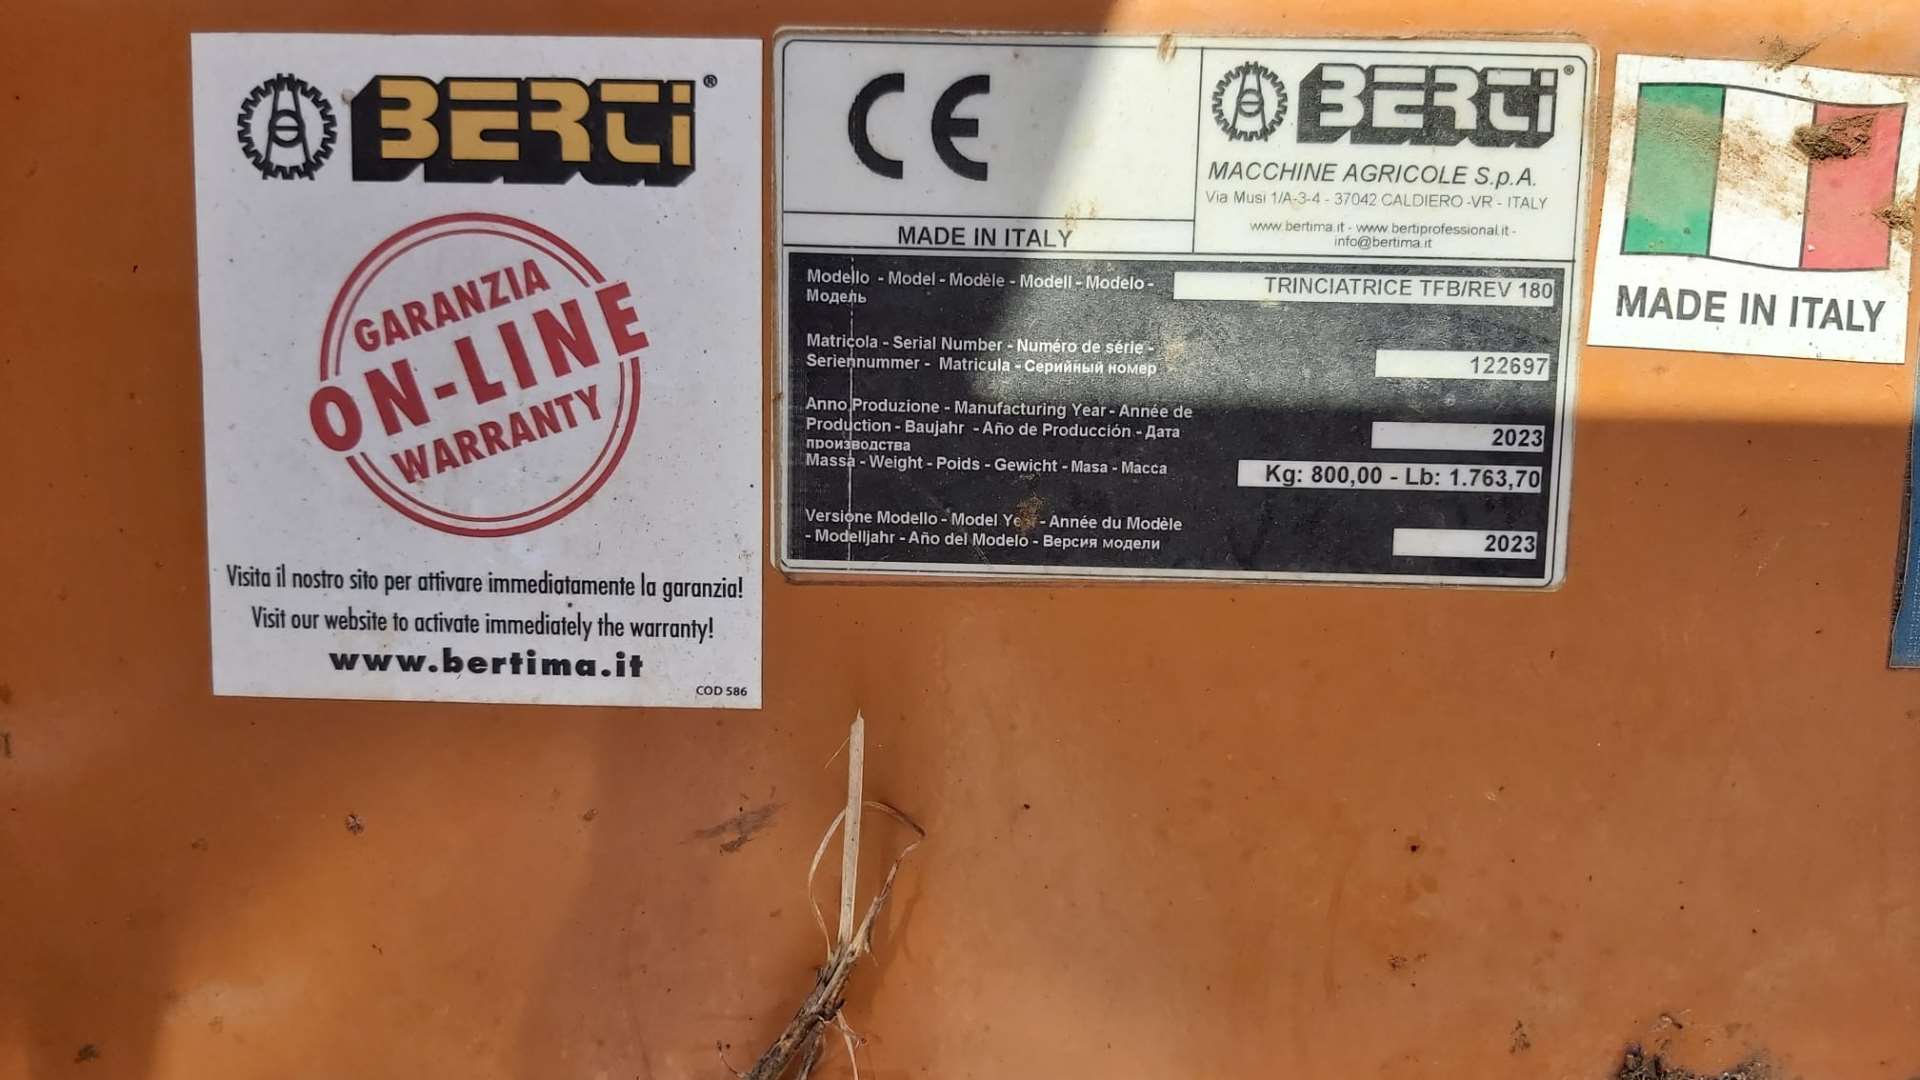 BERTI®
GARANZIA
ON-LINE
WARRANTY
Visita il nostro sito per attivare immediatamente la garanzia!
Visit our website to activate immediately the warranty!
www.bertima.it
COD 586
CE
MADE IN ITALY
BERTI®
MACCHINE AGRICOLE S.p.A.
Via Musi 1/A-3-4 - 37042 CALDIERO -VR - ITALY
www.bertima.it - www.bertiprofessional.it -
info@bertima.it
Modello - Model - Modèle - Modell - Modelo -
Модель
TRINCIATRICE TFB/REV 180
Matricola - Serial Number - Numéro de série -
Seriennummer - Matricula - Серийный номер
122697
Anno Produzione - Manufacturing Year - Année de
Production - Baujahr - Año de Producción - Дата
производства
2023
Massa - Weight - Poids - Gewicht - Masa - Масса
Kg: 800,00 - Lb: 1.763,70
Versione Modello - Model Year - Année du Modèle
- Modelljahr - Año del Modelo - Версия модели
2023
MADE IN ITALY